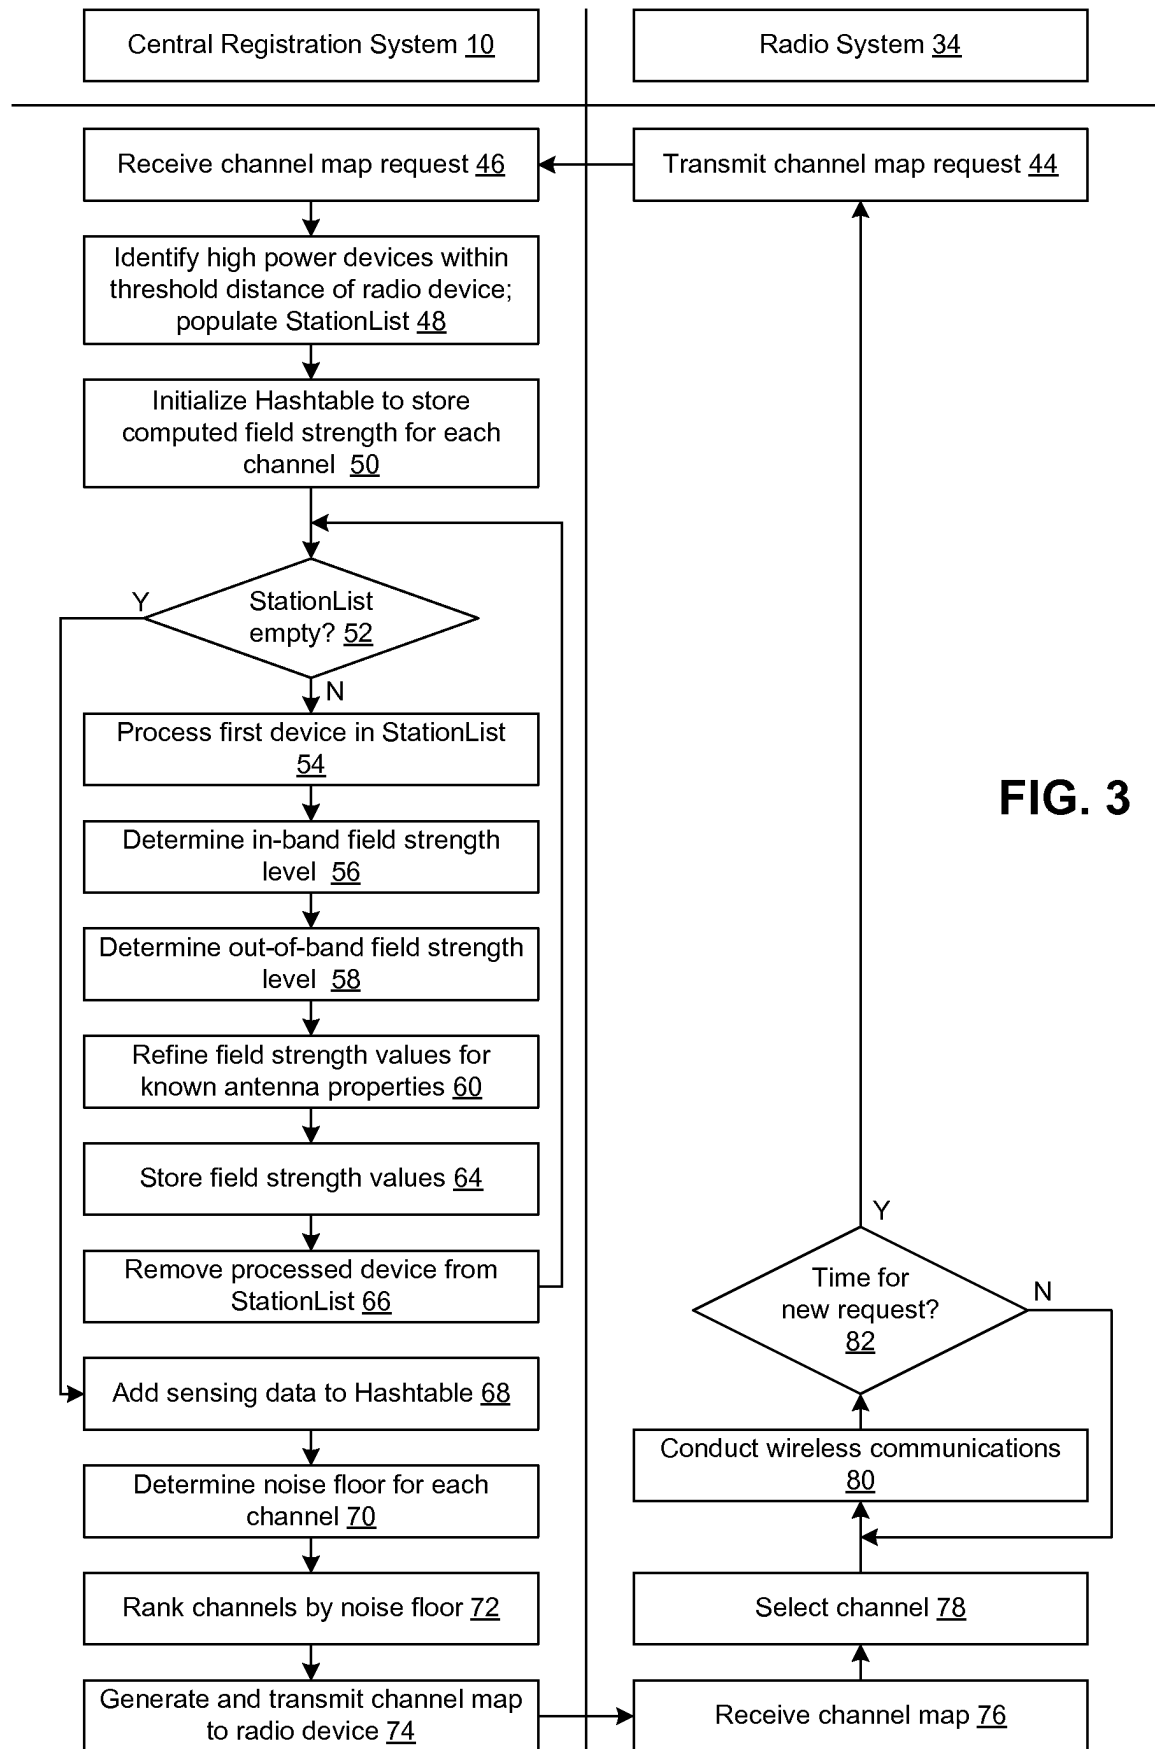 Central Registration System 10
Radio System 34
Receive channel map request 46
Transmit channel map request 44
Identify high power devices within
threshold distance of radio device;
populate StationList 48
Initialize Hashtable to store
computed field strength for each
channel 50
Y
StationList
empty? 52
N
Process first device in StationList
54
Determine in-band field strength
level 56
Determine out-of-band field strength
level 58
Refine field strength values for
known antenna properties 60
Store field strength values 64
Remove processed device from
StationList 66
Add sensing data to Hashtable 68
Determine noise floor for each
channel 70
Rank channels by noise floor 72
Generate and transmit channel map
to radio device 74
FIG. 3
Y
Time for
new request?
82
N
Conduct wireless communications
80
Select channel 78
Receive channel map 76